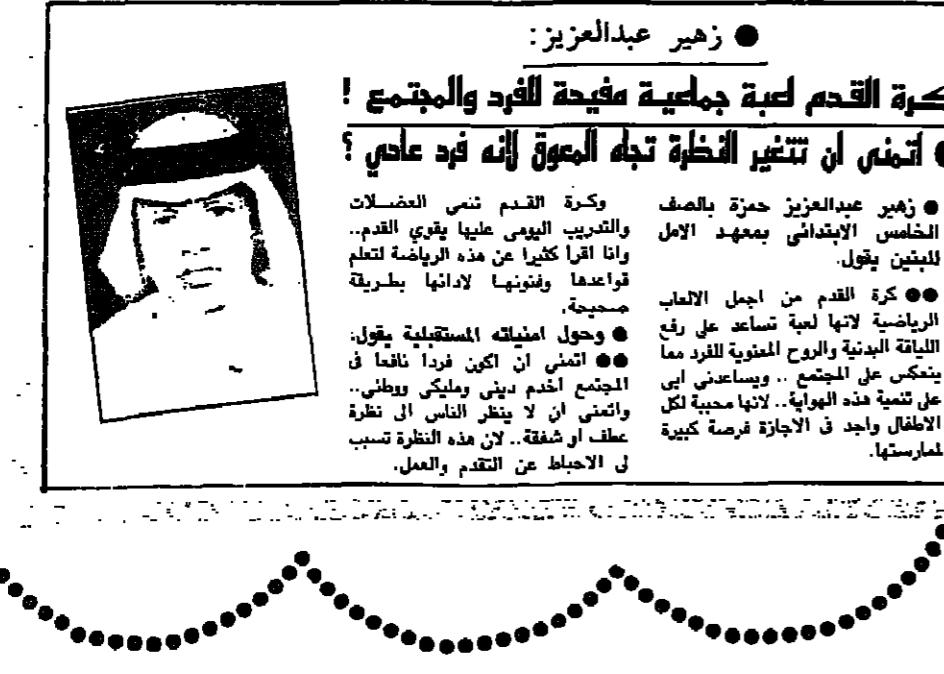 ● زهير عبدالعزيز:
كرة القدم لعبة جماعية مفيدة للفرد والمجتمع !
● اتمنى ان تتغير النظرة تجاه المعوق لأنه فرد عادي ؟
● زهير عبدالعزيز حمزة بالصف
الخامس الابتدائى بمعهد الامل
للبنين يقول.
●● كرة القدم من اجمل الالعاب
الرياضية لانها لعبة تساعد على رفع
اللياقة البدنية والروح المعنوية للفرد مما
ينعكس على المجتمع .. ويساعدنى ابى
على تنمية هذه الهواية.. لانها محببة لكل
الاطفال واجد فى الاجازة فرصة كبيرة
لممارستها.
وكرة القدم تنمى العضلات
والتدريب اليومى عليها يقوي القدم..
وانا اقرأ كثيرا عن هذه الرياضة لتعلم
قواعدها وفنونها لادائها بطريقة
صحيحة.
● وحول امنياته المستقبلية يقول:
●● اتمنى ان اكون فردا نافعا فى
المجتمع اخدم دينى ومليكى ووطنى..
واتمنى ان لا ينظر الناس الى نظرة
عطف او شفقة.. لان هذه النظرة تسبب
لى الاحباط عن التقدم والعمل.